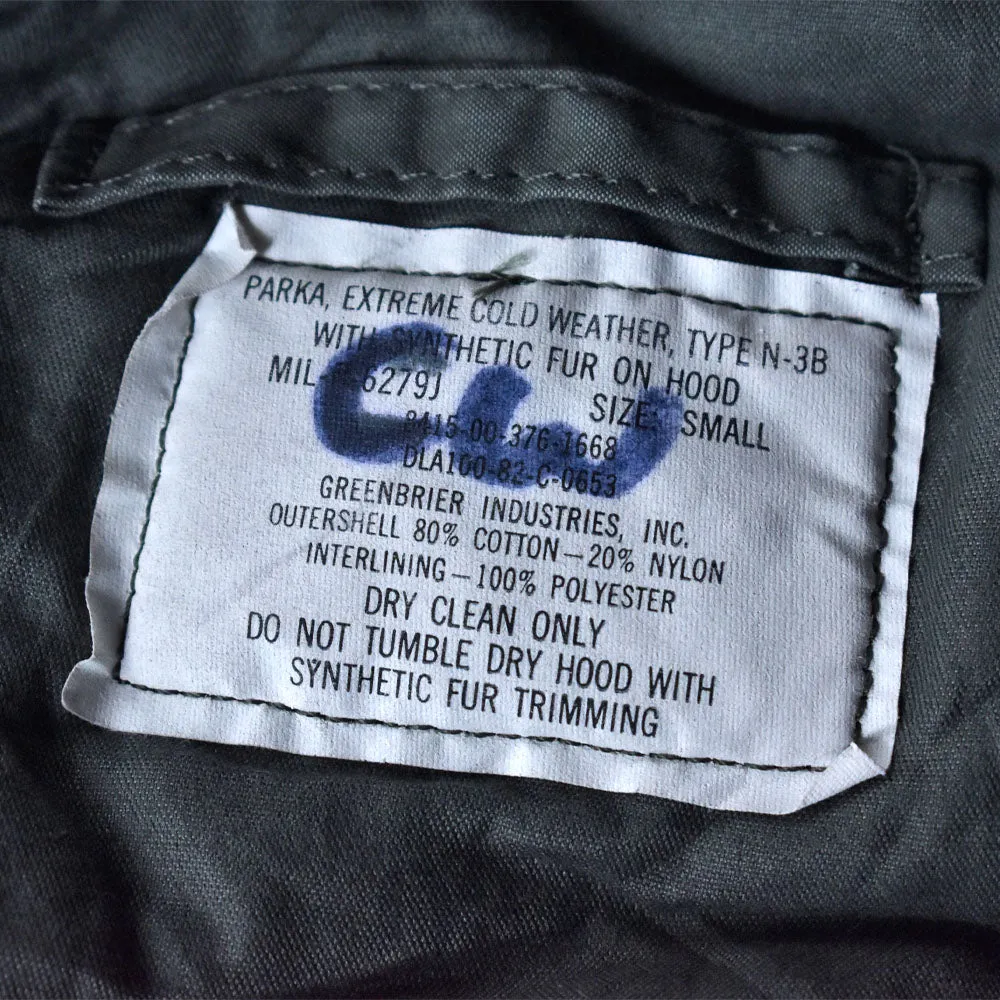 PARKA, EXTREME COLD WEATHER, TYPE N-3B
WITH SYNTHETIC FUR ON HOOD
MIL 6279J SIZE: SMALL
8415-00-376-1668
DLA100-82-C-0653
GREENBRIER INDUSTRIES, INC.
OUTERSHELL 80% COTTON—20% NYLON
INTERLINING—100% POLYESTER
DRY CLEAN ONLY
DO NOT TUMBLE DRY HOOD WITH
SYNTHETIC FUR TRIMMING
CW